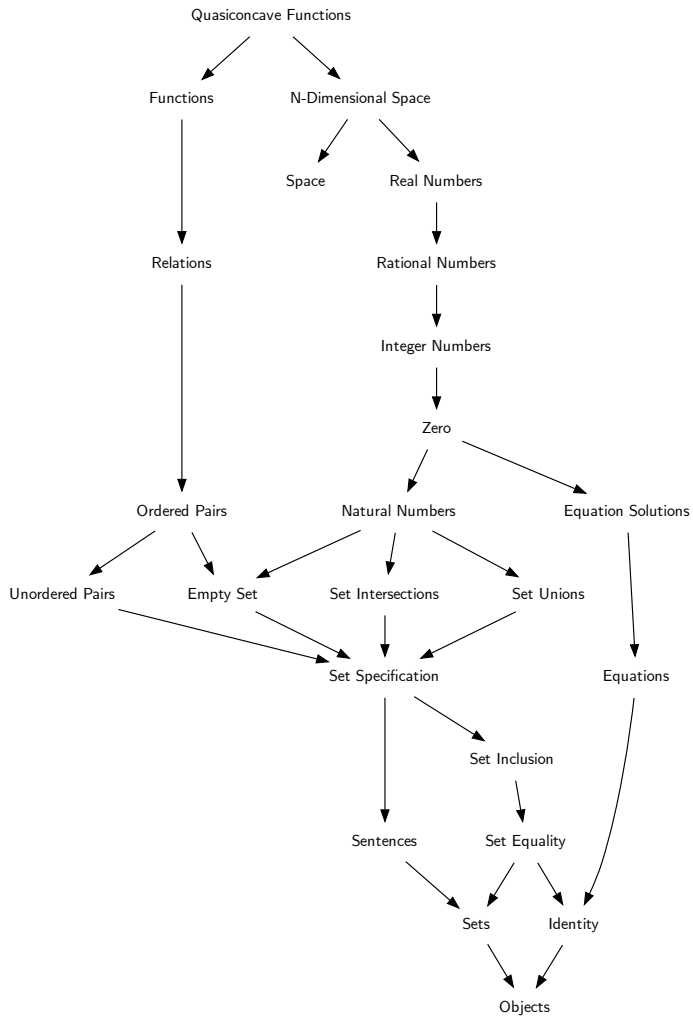 Quasiconcave Functions
Functions
N-Dimensional Space
Space
Real Numbers
Relations
Rational Numbers
Integer Numbers
Zero
Ordered Pairs
Natural Numbers
Equation Solutions
Unordered Pairs
Empty Set
Set Intersections
Set Unions
Set Specification
Equations
Set Inclusion
Sentences
Set Equality
Sets
Identity
Objects